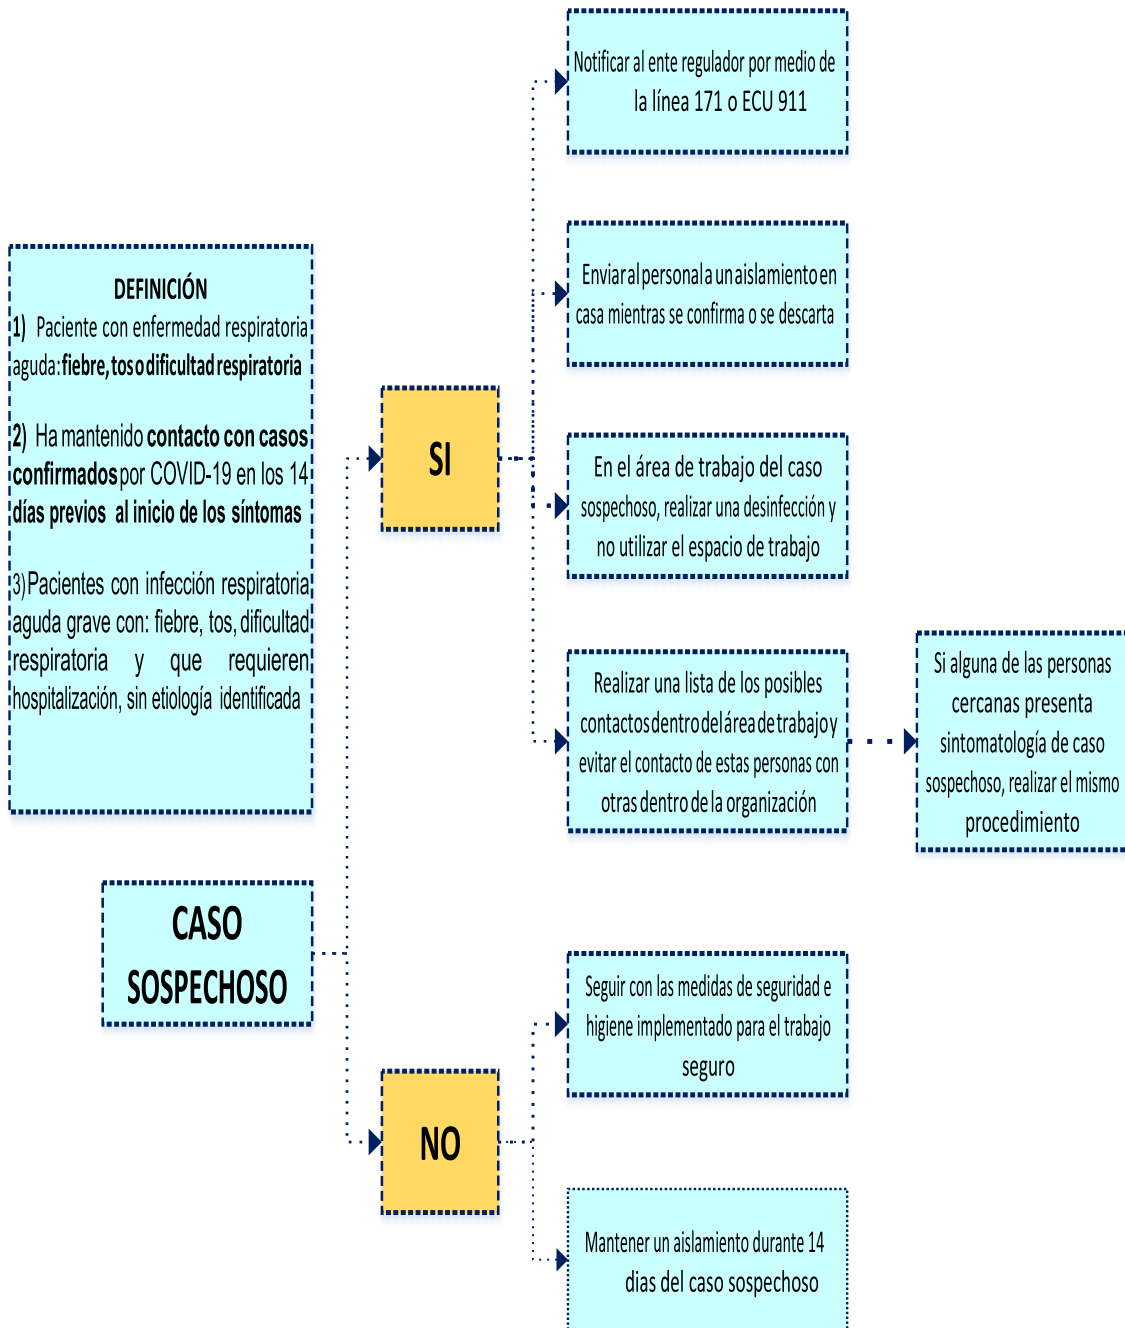 DEFINICIÓN
1) Paciente con enfermedad respiratoria
aguda: fiebre, tos o dificultad respiratoria
2) Ha mantenido contacto con casos
confirmados por COVID-19 en los 14
días previos al inicio de los síntomas
3) Pacientes con infección respiratoria
aguda grave con: fiebre, tos, dificultad
respiratoria y que requieren
hospitalización, sin etiología identificada
CASO
SOSPECHOSO
SI
Notificar al ente regulador por medio de
la línea 171 o ECU 911
Enviar al personal a un aislamiento en
casa mientras se confirma o se descarta
En el área de trabajo del caso
sospechoso, realizar una desinfección y
no utilizar el espacio de trabajo
Realizar una lista de los posibles
contactos dentro del área de trabajo y
evitar el contacto de estas personas con
otras dentro de la organización
Si alguna de las personas
cercanas presenta
sintomatología de caso
sospechoso, realizar el mismo
procedimiento
NO
Seguir con las medidas de seguridad e
higiene implementado para el trabajo
seguro
Mantener un aislamiento durante 14
dias del caso sospechoso